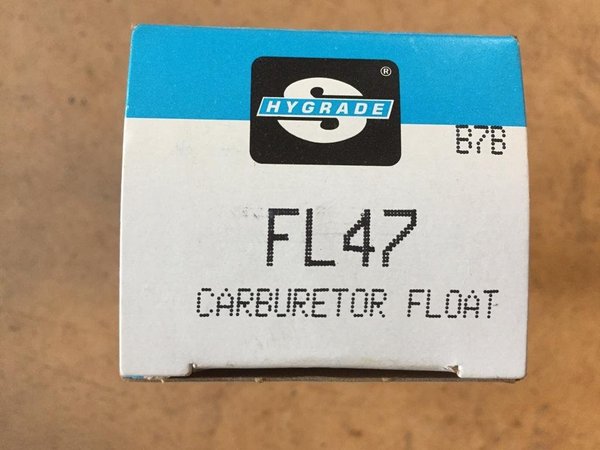 ®
S
HYGRADE
B7B
FL47
CARBURETOR FLOAT